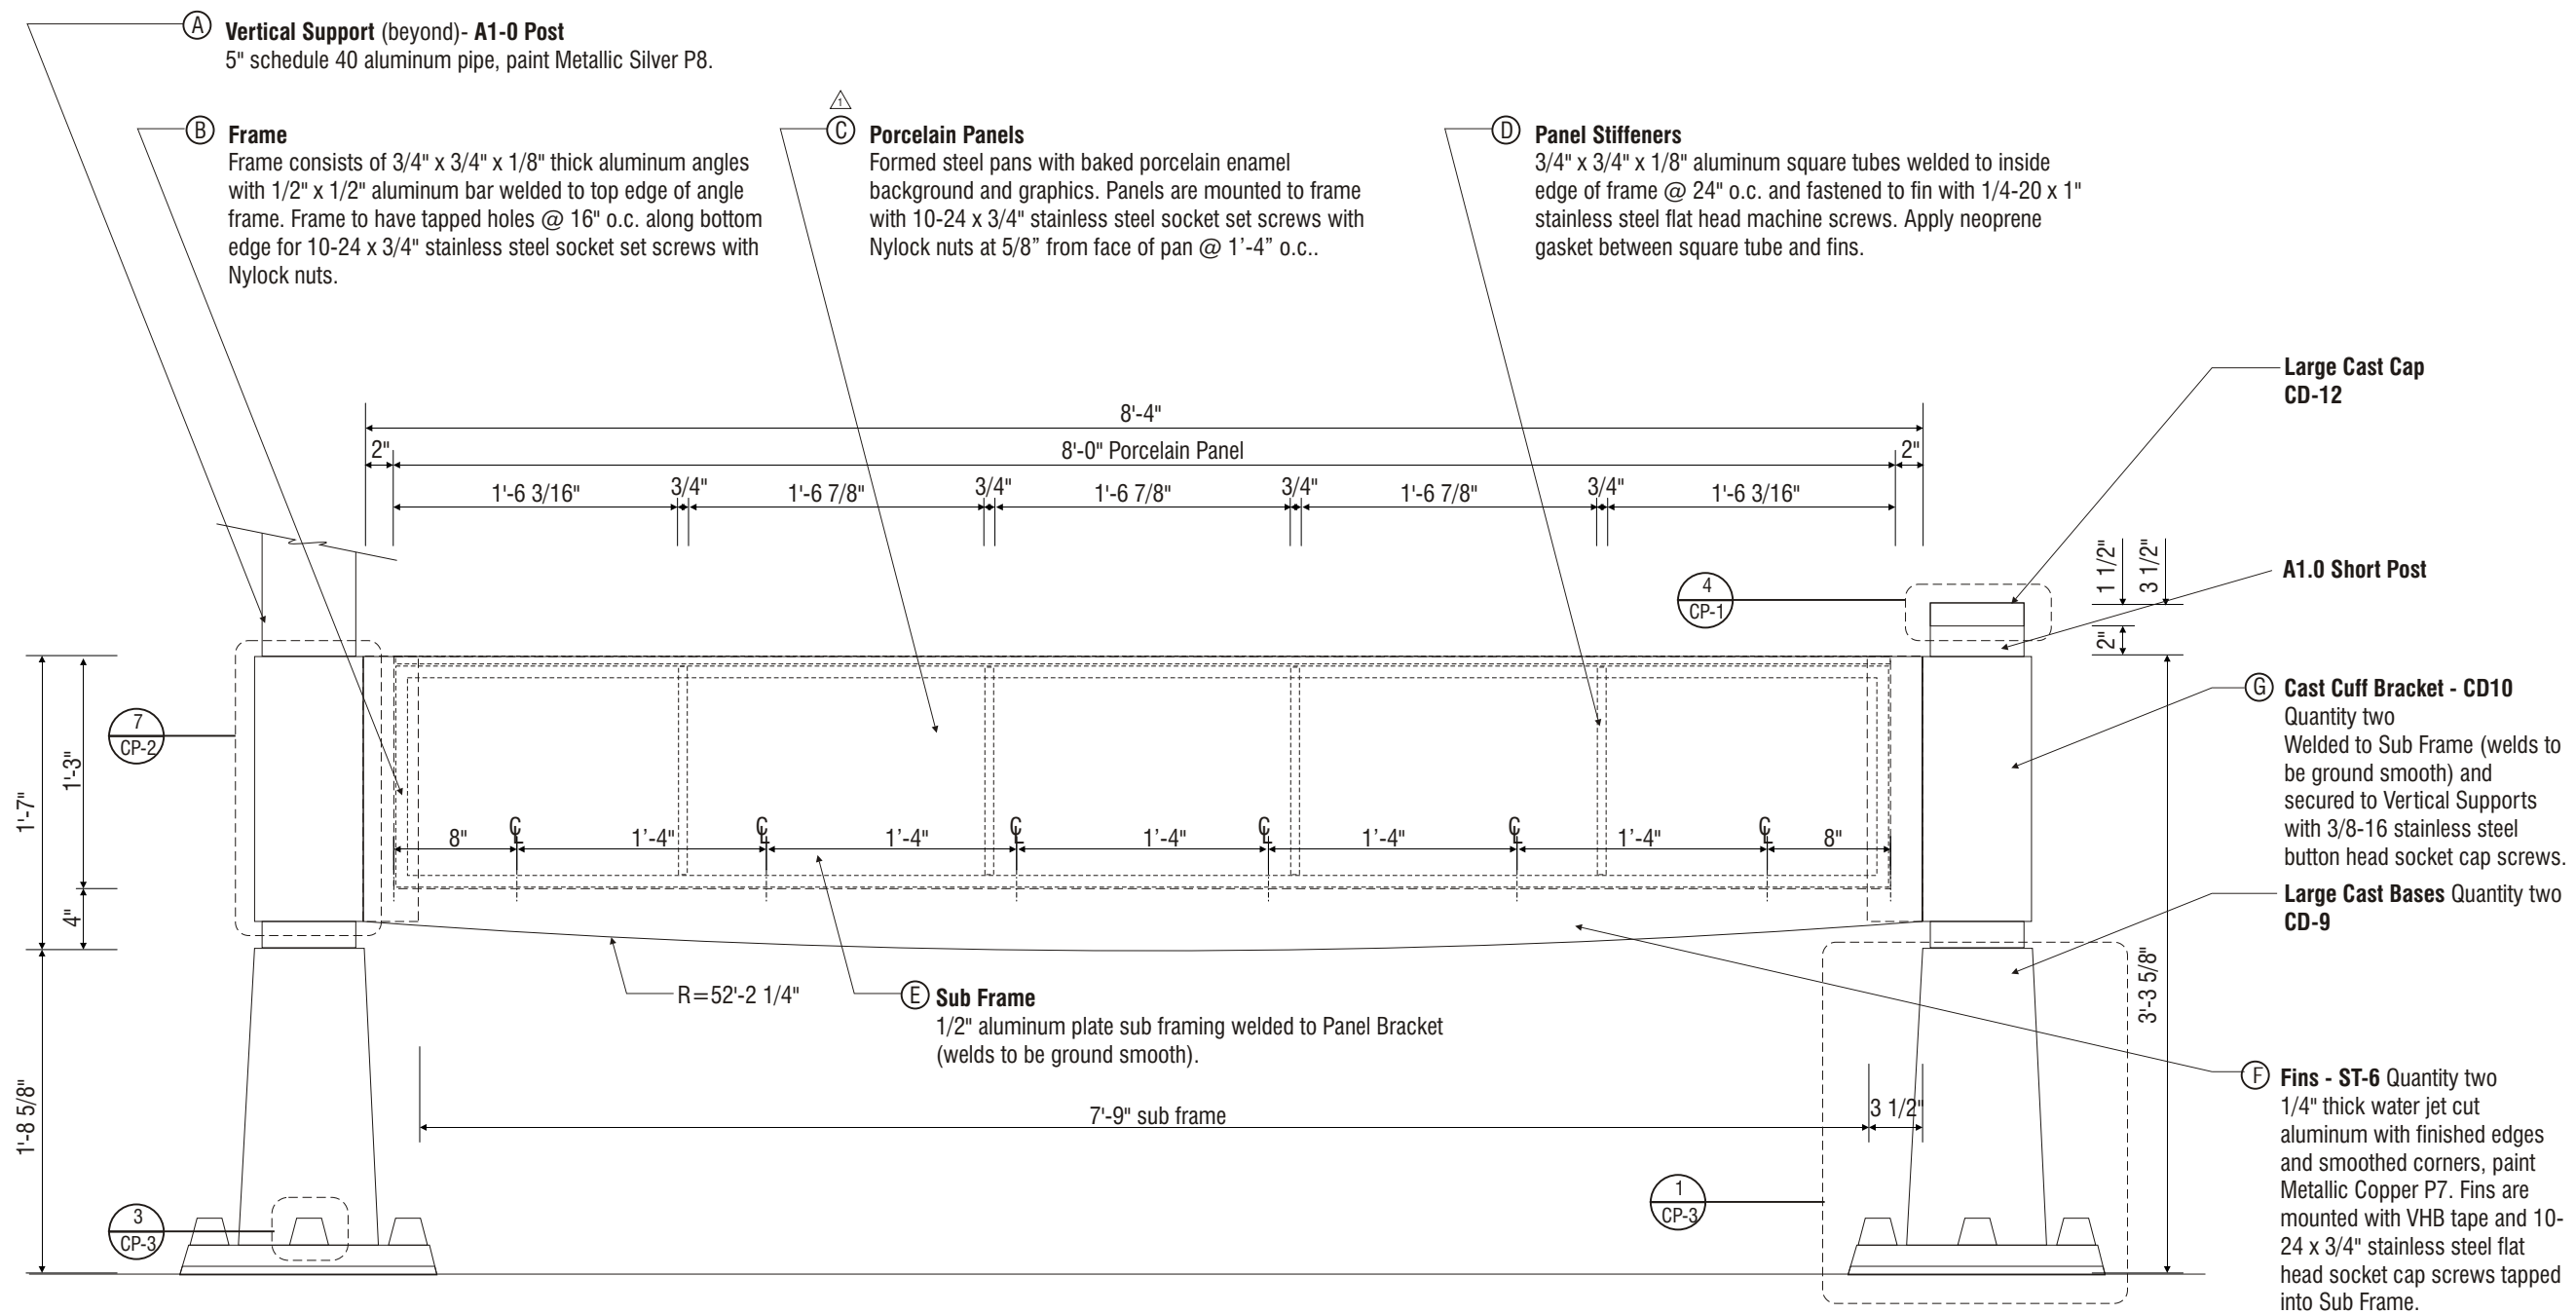 A
Vertical Support (beyond)- A1-0 Post
5" schedule 40 aluminum pipe, paint Metallic Silver P8.
B
Frame
Frame consists of 3/4" x 3/4" x 1/8" thick aluminum angles
with 1/2" x 1/2" aluminum bar welded to top edge of angle
frame. Frame to have tapped holes @ 16" o.c. along bottom
edge for 10-24 x 3/4" stainless steel socket set screws with
Nylock nuts.
1
C
Porcelain Panels
Formed steel pans with baked porcelain enamel
background and graphics. Panels are mounted to frame
with 10-24 x 3/4" stainless steel socket set screws with
Nylock nuts at 5/8” from face of pan @ 1’-4” o.c..
D
Panel Stiffeners
3/4" x 3/4" x 1/8" aluminum square tubes welded to inside
edge of frame @ 24" o.c. and fastened to fin with 1/4-20 x 1"
stainless steel flat head machine screws. Apply neoprene
gasket between square tube and fins.
Large Cast Cap
CD-12
8'-4"
2" 8'-0" Porcelain Panel 2"
1'-6 3/16" 3/4" 1'-6 7/8" 3/4" 1'-6 7/8" 3/4" 1'-6 7/8" 3/4" 1'-6 3/16"
1 1/2"
3 1/2"
2"
A1.0 Short Post
4
CP-1
7
CP-2
1'-7"
1'-3"
4"
8" ℄ 1’-4" ℄ 1’-4" ℄ 1’-4" ℄ 1’-4" ℄ 1’-4" ℄ 8"
G
Cast Cuff Bracket - CD10
Quantity two
Welded to Sub Frame (welds to
be ground smooth) and
secured to Vertical Supports
with 3/8-16 stainless steel
button head socket cap screws.
Large Cast Bases Quantity two
CD-9
R=52'-2 1/4"
E
Sub Frame
1/2" aluminum plate sub framing welded to Panel Bracket
(welds to be ground smooth).
3'-3 5/8"
1'-8 5/8"
7'-9" sub frame
3 1/2"
F
Fins - ST-6 Quantity two
1/4" thick water jet cut
aluminum with finished edges
and smoothed corners, paint
Metallic Copper P7. Fins are
mounted with VHB tape and 10-
24 x 3/4" stainless steel flat
head socket cap screws tapped
into Sub Frame.
3
CP-3
1
CP-3